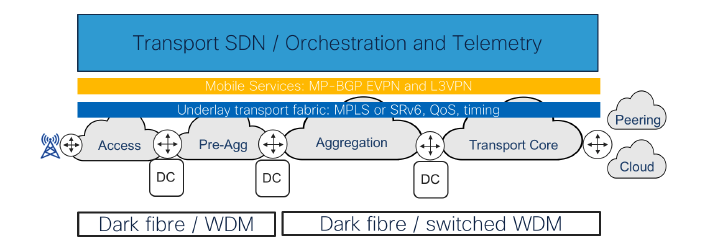 Transport SDN / Orchestration and Telemetry
Mobile Services: MP-BGP EVPN and L3VPN
Underlay transport fabric: MPLS or SRv6, QoS, timing
Peering
Access
Pre-Agg
Aggregation
Transport Core
Cloud
DC
DC
DC
Dark fibre / WDM
Dark fibre / switched WDM